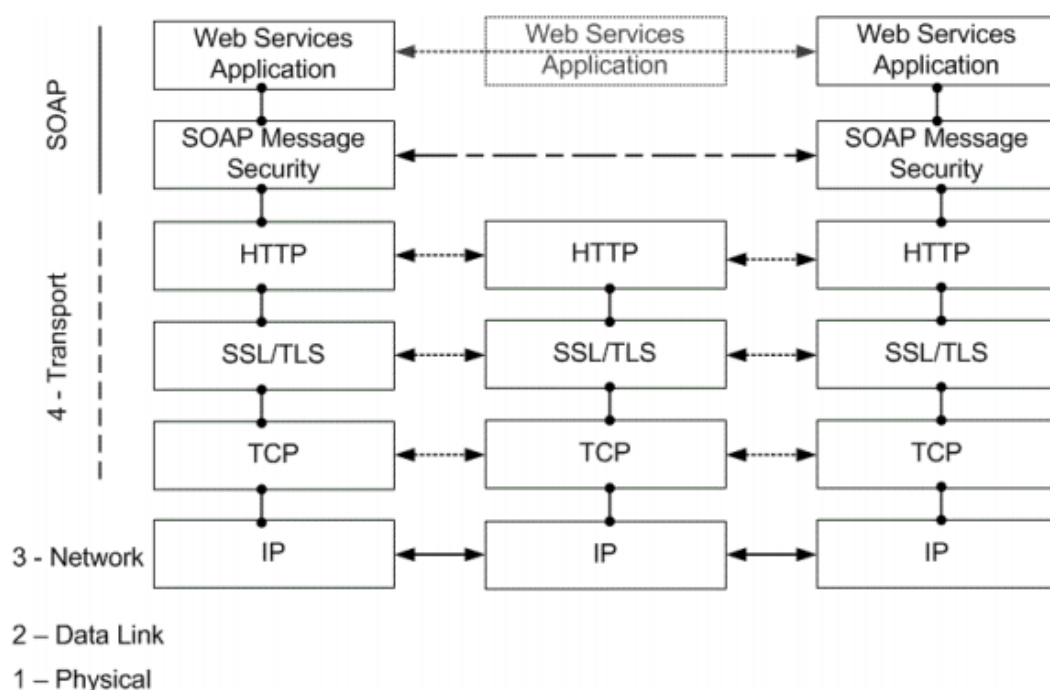 Web Services
Application
Web Services
Application
Web Services
Application
SOAP
SOAP Message
Security
SOAP Message
Security
4 - Transport
HTTP
HTTP
HTTP
SSL/TLS
SSL/TLS
SSL/TLS
TCP
TCP
TCP
3 - Network
IP
IP
IP
2 – Data Link
1 – Physical